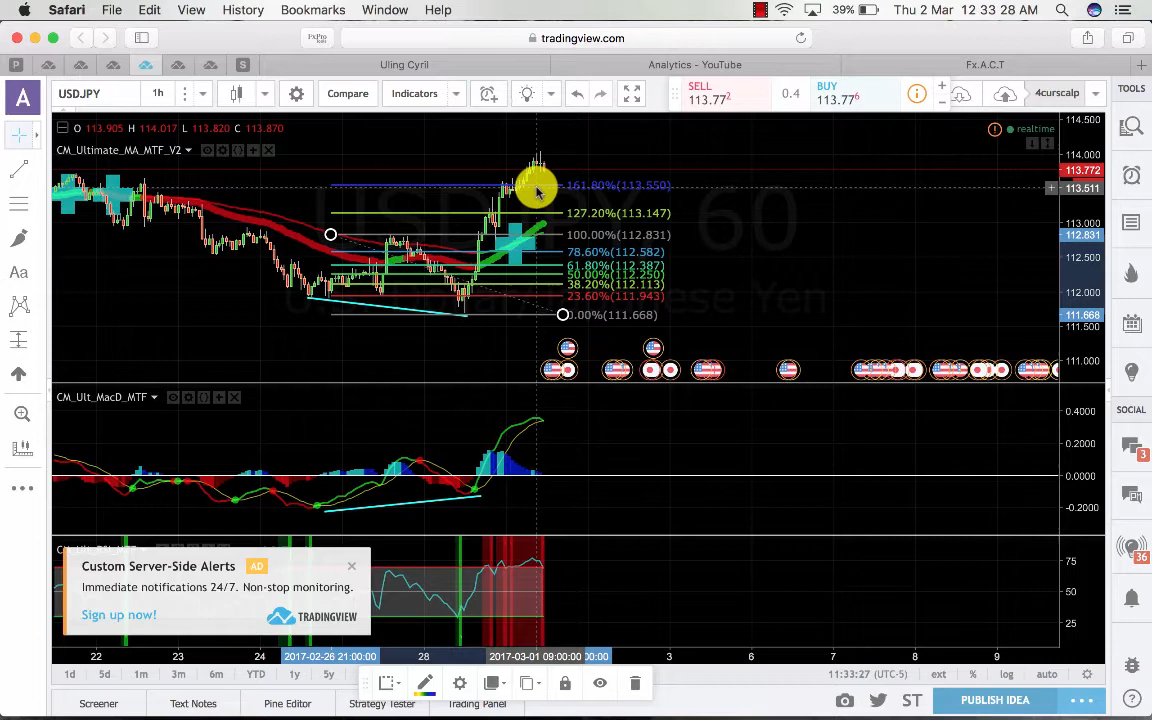 Safari File Edit View History Bookmarks Window Help 39% Thu 2 Mar 12 33 28 AM
FxPro tradingview.com
P S Uling Cyril Analytics - YouTube Fx.A.C.T
A USDJPY 1h Compare Indicators SELL 113.77² 0.4 BUY 113.77⁶ 4curscalp TOOLS
O 113.905 H 114.017 L 113.820 C 113.870 realtime
CM_Ultimate_MA_MTF_V2
161.80%(113.550)
127.20%(113.147)
100.00%(112.831)
78.60%(112.582)
61.80%(112.387)
50.00%(112.250)
38.20%(112.113)
23.60%(111.943)
0.00%(111.668)
114.500
114.000
113.772
113.511
113.000
112.831
112.500
112.000
111.668
111.500
111.000
CM_Ult_MacD_MTF
0.4000
0.2000
0.0000
-0.2000
SOCIAL
3
36
75
50
25
Custom Server-Side Alerts AD
Immediate notifications 24/7. Non-stop monitoring.
Sign up now! TRADINGVIEW
22 23 24 2017-02-26 21:00:00 28 2017-03-01 09:00:00 00:00 3 6 7 8 9
1d 5d 1m 3m 6m YTD 1y 5y 11:33:27 (UTC-5) ext % log auto
Screener Text Notes Pine Editor Strategy Tester Trading Panel ST PUBLISH IDEA